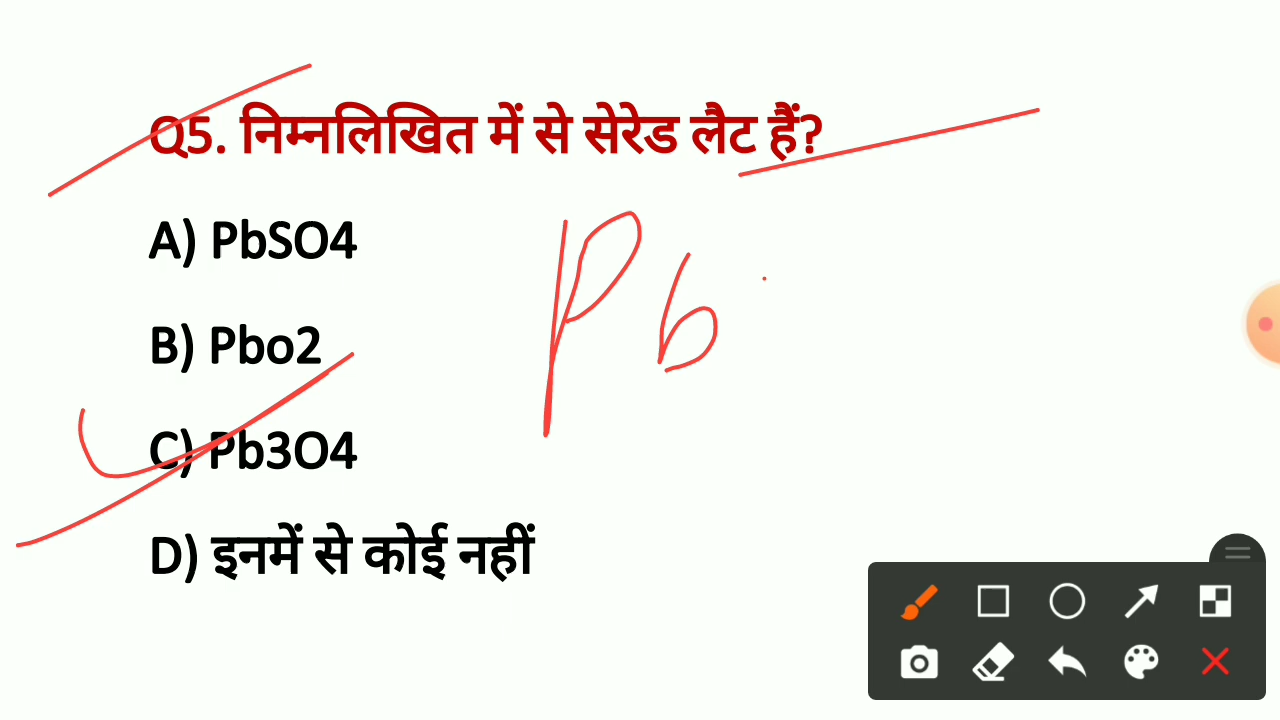 Q5. निम्नलिखित में से सेरेड लैट हैं?
A) PbSO4
Pb
B) Pbo2
C) Pb3O4
D) इनमें से कोई नहीं